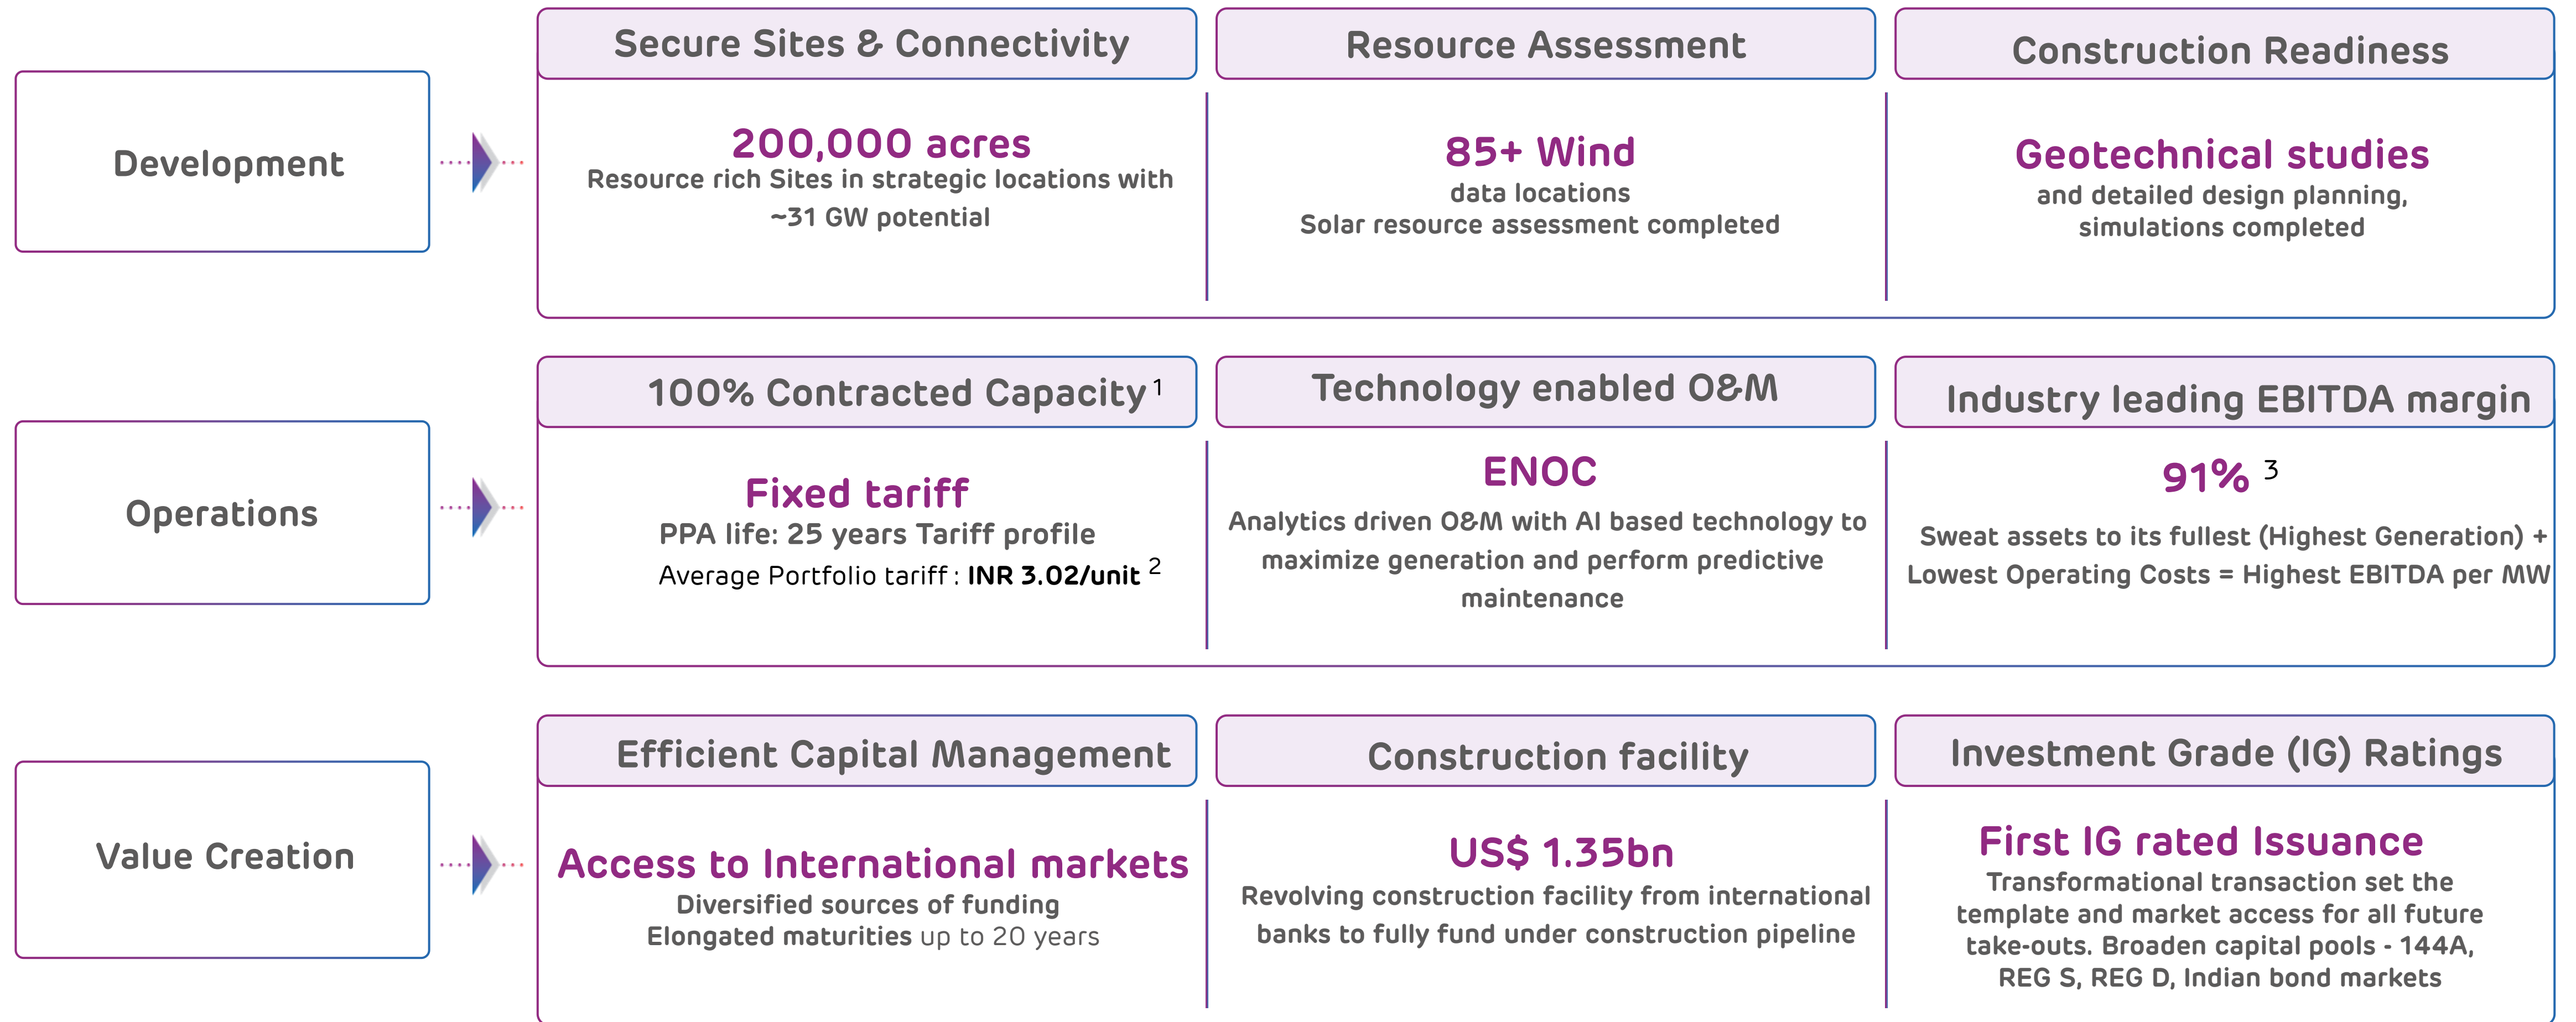 Development
Secure Sites & Connectivity
200,000 acres
Resource rich Sites in strategic locations with
~31 GW potential
Resource Assessment
85+ Wind
data locations
Solar resource assessment completed
Construction Readiness
Geotechnical studies
and detailed design planning,
simulations completed
Operations
100% Contracted Capacity 1
Fixed tariff
PPA life: 25 years Tariff profile
Average Portfolio tariff : INR 3.02/unit 2
Technology enabled O&M
ENOC
Analytics driven O&M with AI based technology to
maximize generation and perform predictive
maintenance
Industry leading EBITDA margin
91% 3
Sweat assets to its fullest (Highest Generation) +
Lowest Operating Costs = Highest EBITDA per MW
Value Creation
Efficient Capital Management
Access to International markets
Diversified sources of funding
Elongated maturities up to 20 years
Construction facility
US$ 1.35bn
Revolving construction facility from international
banks to fully fund under construction pipeline
Investment Grade (IG) Ratings
First IG rated Issuance
Transformational transaction set the
template and market access for all future
take-outs. Broaden capital pools - 144A,
REG S, REG D, Indian bond markets